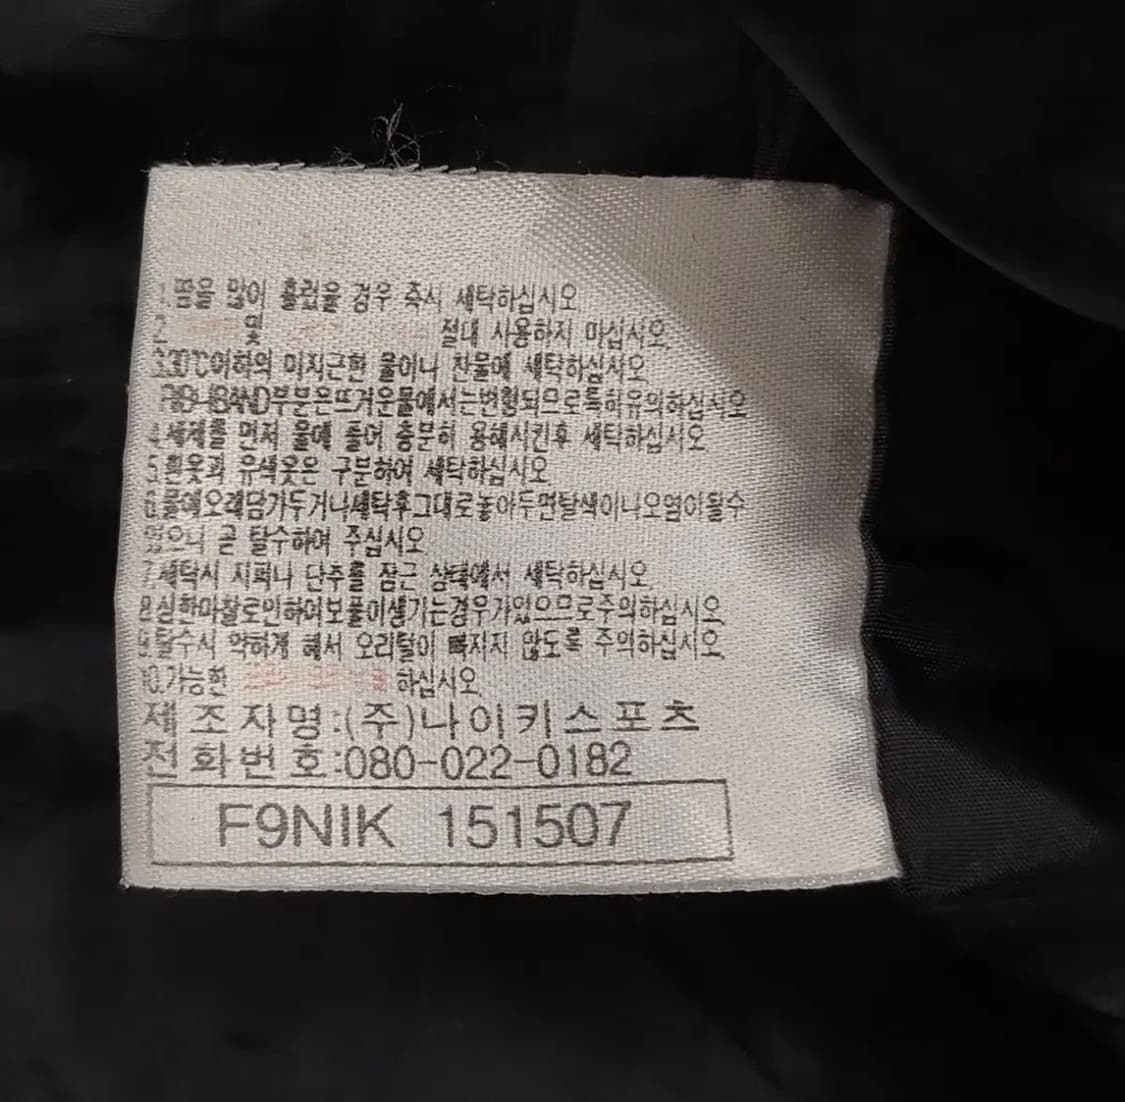 1.땀을 많이 흘렸을 경우 즉시 세탁하십시오.
2. 및 절대 사용하지 마십시오.
3.30℃이하의 미지근한 물이나 찬물에 세탁하십시오.
부분은뜨거운물에서는변형되므로특히유의하십시오.
4.세제를 먼저 물에 풀어 충분히 용해시킨후 세탁하십시오.
5.흰옷과 유색옷은 구분하여 세탁하십시오.
6.물에오래담가두거나세탁후그대로놓아두면탈색이나오염이될수
있으니 곧 탈수하여 주십시오.
7.세탁시 지퍼나 단추를 잠근 상태에서 세탁하십시오.
8.심한마찰로인하여보풀이생기는경우가있으므로주의하십시오.
9.탈수시 약하게 해서 오리털이 빠지지 않도록 주의하십시오.
10.가능한 하십시오.
제조자명:(주)나이키스포츠
전화번호:080-022-0182
F9NIK 151507